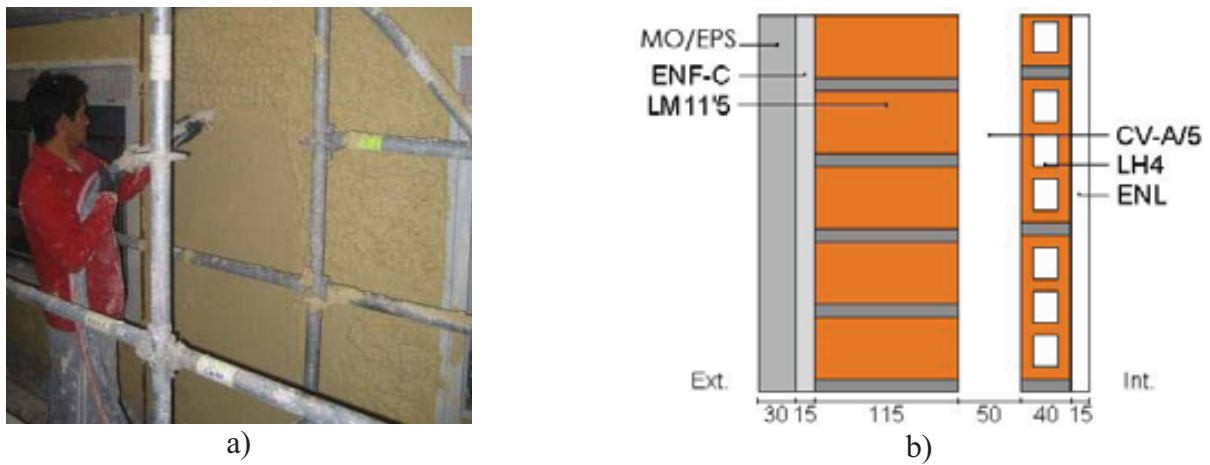 MO/EPS
ENF-C
LM11'5
CV-A/5
LH4
ENL
Ext.
Int.
30 15 115 50 40 15
a)
b)